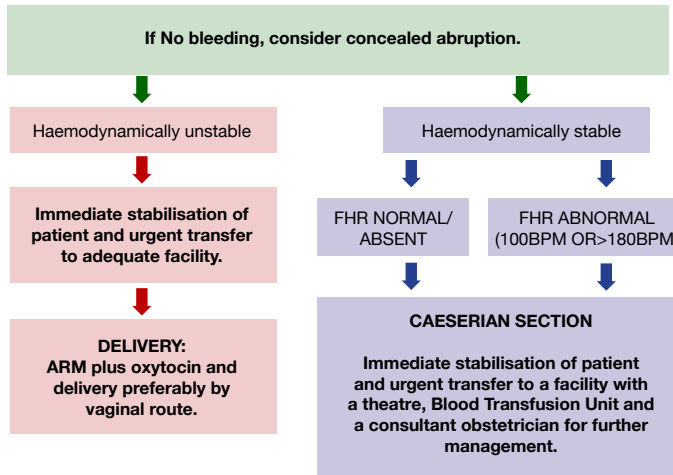 If No bleeding, consider concealed abruption.
Haemodynamically unstable
Haemodynamically stable
Immediate stabilisation of
patient and urgent transfer
to adequate facility.
FHR NORMAL/
ABSENT
FHR ABNORMAL
(100BPM OR>180BPM
DELIVERY:
ARM plus oxytocin and
delivery preferably by
vaginal route.
CAESERIAN SECTION
Immediate stabilisation of patient
and urgent transfer to a facility with
a theatre, Blood Transfusion Unit and
a consultant obstetrician for further
management.